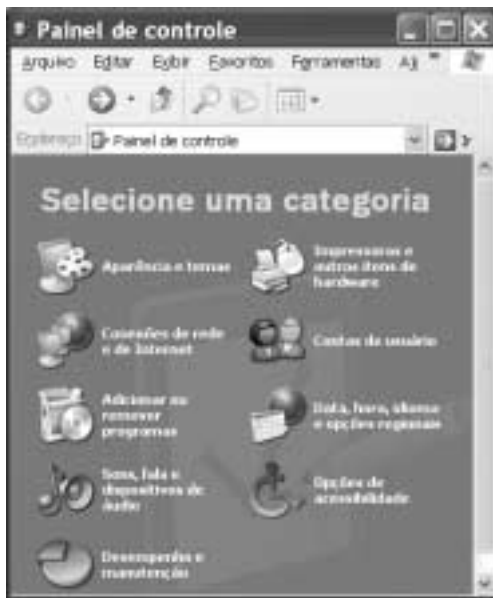 Painel de controle
Arquivo Editar Exibir Favoritos Ferramentas Aj »
Endereço Painel de controle
Selecione uma categoria
Aparência e temas
Impressoras e
outros itens de
hardware
Conexões de rede
e de Internet
Contas de usuário
Adicionar ou
remover
programas
Data, hora, idioma
e opções regionais
Sons, fala e
dispositivos de
áudio
Opções de
acessibilidade
Desempenho e
manutenção